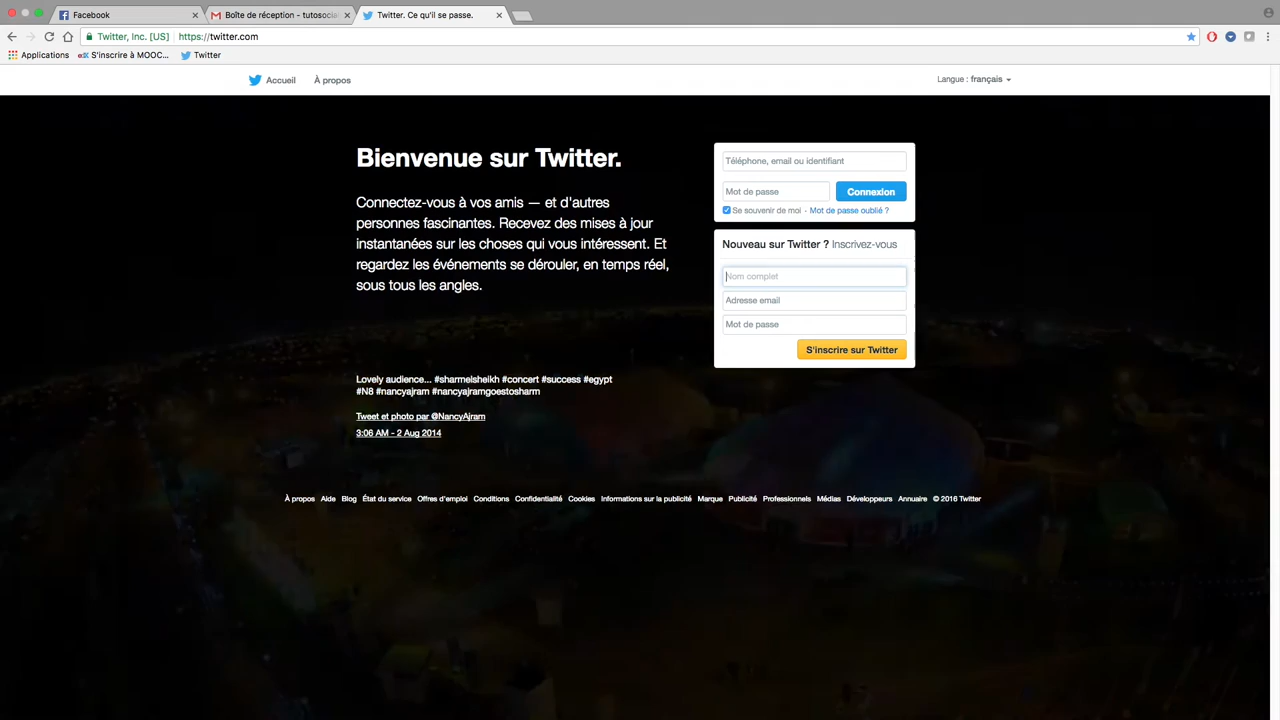 Facebook
Boîte de réception - tutosocia
Twitter. Ce qu'il se passe.
Twitter, Inc. [US]
https://twitter.com
Applications
S'inscrire à MOOC...
Twitter
Accueil
À propos
Langue : français
Bienvenue sur Twitter.
Connectez-vous à vos amis — et d'autres
personnes fascinantes. Recevez des mises à jour
instantanées sur les choses qui vous intéressent. Et
regardez les événements se dérouler, en temps réel,
sous tous les angles.
Téléphone, email ou identifiant
Mot de passe
Connexion
Se souvenir de moi · Mot de passe oublié ?
Nouveau sur Twitter ? Inscrivez-vous
Nom complet
Adresse email
Mot de passe
S'inscrire sur Twitter
Lovely audience... #sharmelsheikh #concert #success #egypt
#N8 #nancyajram #nancyajramgoestosharm
Tweet et photo par @NancyAjram
3:06 AM - 2 Aug 2014
À propos Aide Blog État du service Offres d'emploi Conditions Confidentialité Cookies Informations sur la publicité Marque Publicité Professionnels Médias Développeurs Annuaire © 2016 Twitter